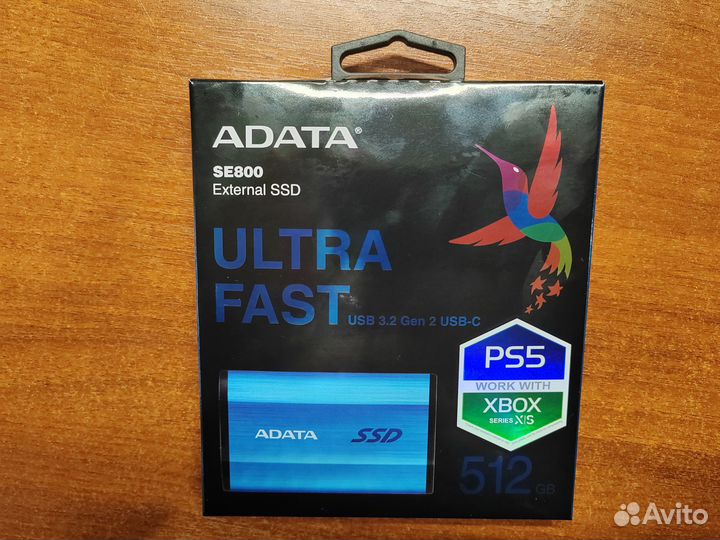 ADATA®
SE800
External SSD
ULTRA
FAST
USB 3.2 Gen 2 USB-C
PS5
WORK WITH
XBOX
SERIES X|S
ADATA SSD
512 GB
Avito